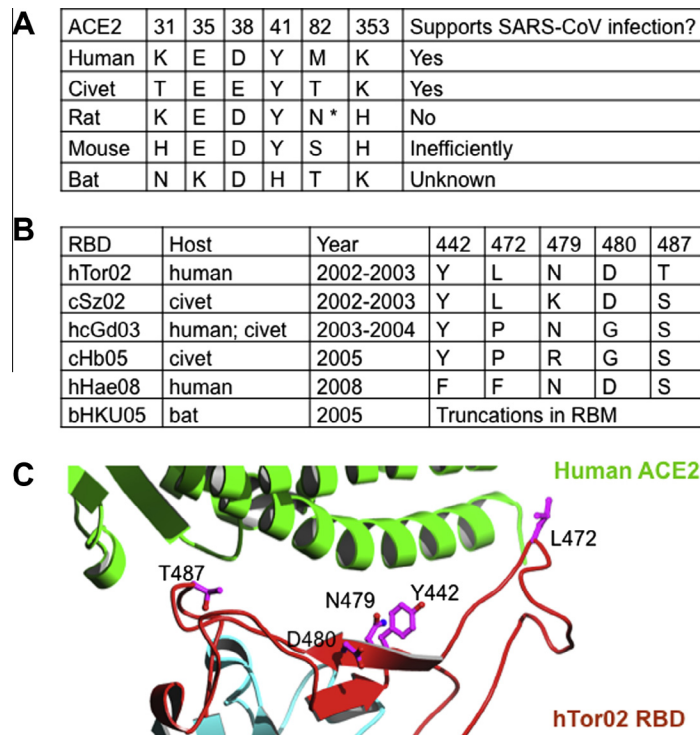 A
ACE2 31 35 38 41 82 353 Supports SARS-CoV infection?
Human K E D Y M K Yes
Civet T E E Y T K Yes
Rat K E D Y N * H No
Mouse H E D Y S H Inefficiently
Bat N K D H T K Unknown
B
RBD Host Year 442 472 479 480 487
hTor02 human 2002-2003 Y L N D T
cSz02 civet 2002-2003 Y L K D S
hcGd03 human; civet 2003-2004 Y P N G S
cHb05 civet 2005 Y P R G S
hHae08 human 2008 F F N D S
bHKU05 bat 2005 Truncations in RBM
C
Human ACE2
L472
T487
N479 Y442
D480
hTor02 RBD